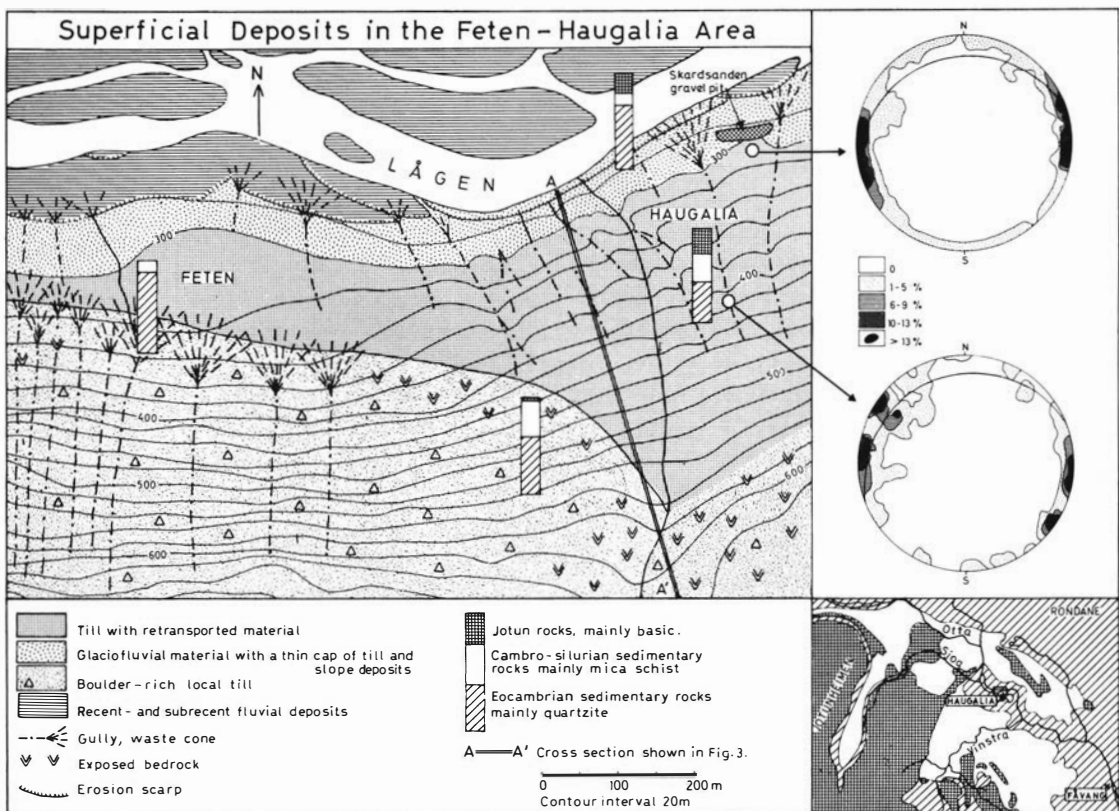 Superficial Deposits in the Feten-Haugalia Area
N
Skardsanden
gravel pit
LÅGEN
A
300
HAUGALIA
300
FETEN
400
500
400
500
600
600
A'
N
S
0
1-5 %
6-9 %
10-13 %
> 13 %
N
S
Till with retransported material
Glaciofluvial material with a thin cap of till and
slope deposits
Boulder-rich local till
Recent- and subrecent fluvial deposits
Gully, waste cone
Exposed bedrock
Erosion scarp
Jotun rocks, mainly basic.
Cambro-silurian sedimentary
rocks mainly mica schist
Eocambrian sedimentary rocks
mainly quartzite
A A' Cross section shown in Fig.3.
0 100 200 m
Contour interval 20m
RONDANE
Otta
Sjoa
HAUGALIA
Vinstra
FÅVANG